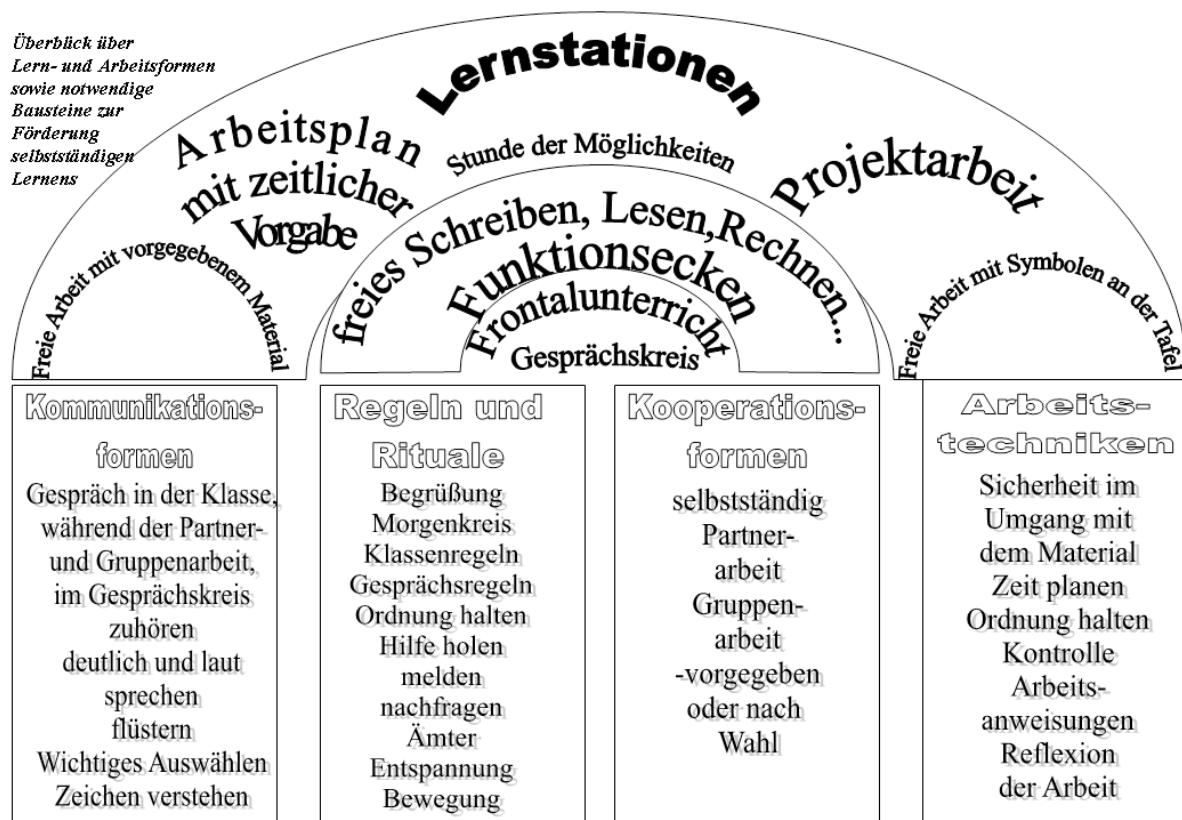 Überblick über
Lern- und Arbeitsformen
sowie notwendige
Bausteine zur
Förderung
selbstständigen
Lernens
Lernstationen
Arbeitsplan
mit zeitlicher
Vorgabe
Stunde der Möglichkeiten
Projektarbeit
Freie Arbeit mit vorgegebenem Material
freies Schreiben, Lesen,Rechnen...
Funktionsecken
Frontalunterricht
Gesprächskreis
Freie Arbeit mit Symbolen an der Tafel
Kommunikations-
formen
Gespräch in der Klasse,
während der Partner-
und Gruppenarbeit,
im Gesprächskreis
zuhören
deutlich und laut
sprechen
flüstern
Wichtiges Auswählen
Zeichen verstehen
Regeln und
Rituale
Begrüßung
Morgenkreis
Klassenregeln
Gesprächsregeln
Ordnung halten
Hilfe holen
melden
nachfragen
Ämter
Entspannung
Bewegung
Kooperations-
formen
selbstständig
Partner-
arbeit
Gruppen-
arbeit
-vorgegeben
oder nach
Wahl
Arbeits-
techniken
Sicherheit im
Umgang mit
dem Material
Zeit planen
Ordnung halten
Kontrolle
Arbeits-
anweisungen
Reflexion
der Arbeit